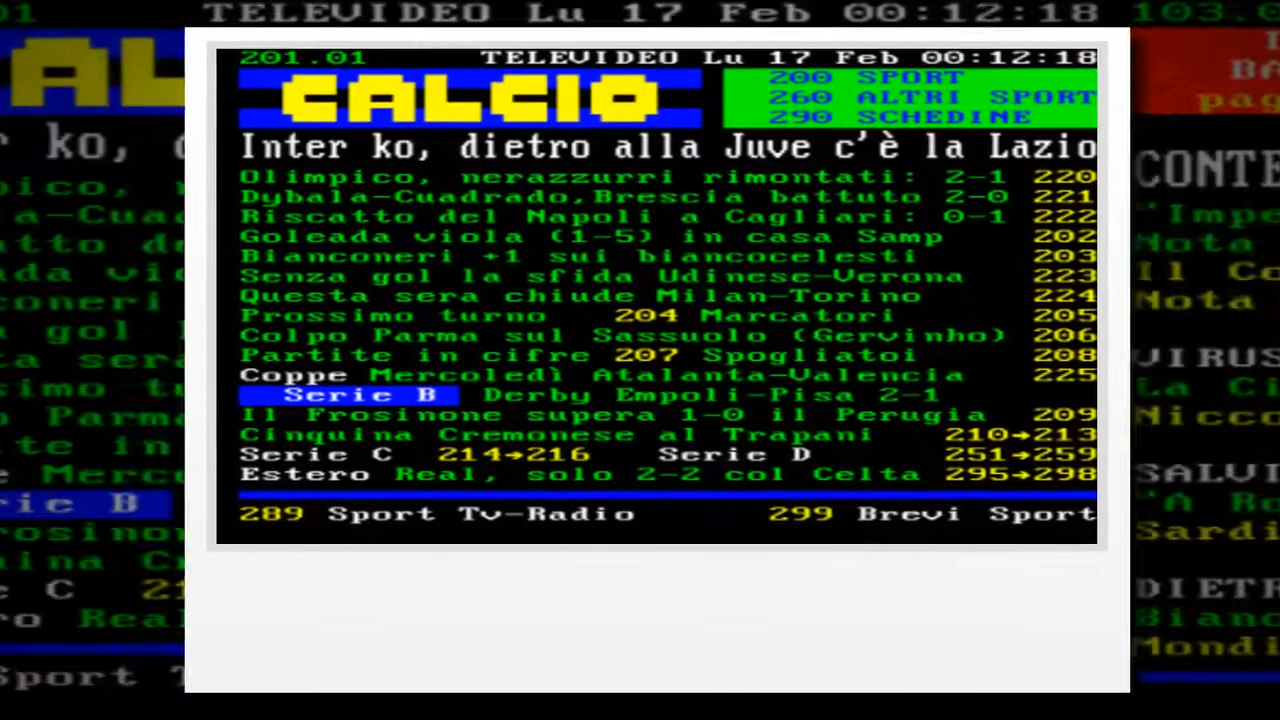 TELEVIDEO Lu 17 Feb 00:12:18
201.01 TELEVIDEO Lu 17 Feb 00:12:18
CALCIO
200 SPORT
260 ALTRI SPORT
290 SCHEDINE
Inter ko, dietro alla Juve c'è la Lazio
Olimpico, nerazzurri rimontati: 2-1 220
Dybala-Cuadrado,Brescia battuto 2-0 221
Riscatto del Napoli a Cagliari: 0-1 222
Goleada viola (1-5) in casa Samp 202
Bianconeri +1 sui biancocelesti 203
Senza gol la sfida Udinese-Verona 223
Questa sera chiude Milan-Torino 224
Prossimo turno 204 Marcatori 205
Colpo Parma sul Sassuolo (Gervinho) 206
Partite in cifre 207 Spogliatoi 208
Coppe Mercoledì Atalanta-Valencia 225
Serie B Derby Empoli-Pisa 2-1
Il Frosinone supera 1-0 il Perugia 209
Cinquina Cremonese al Trapani 210→213
Serie C 214→216 Serie D 251→259
Estero Real, solo 2-2 col Celta 295→298
289 Sport Tv-Radio 299 Brevi Sport